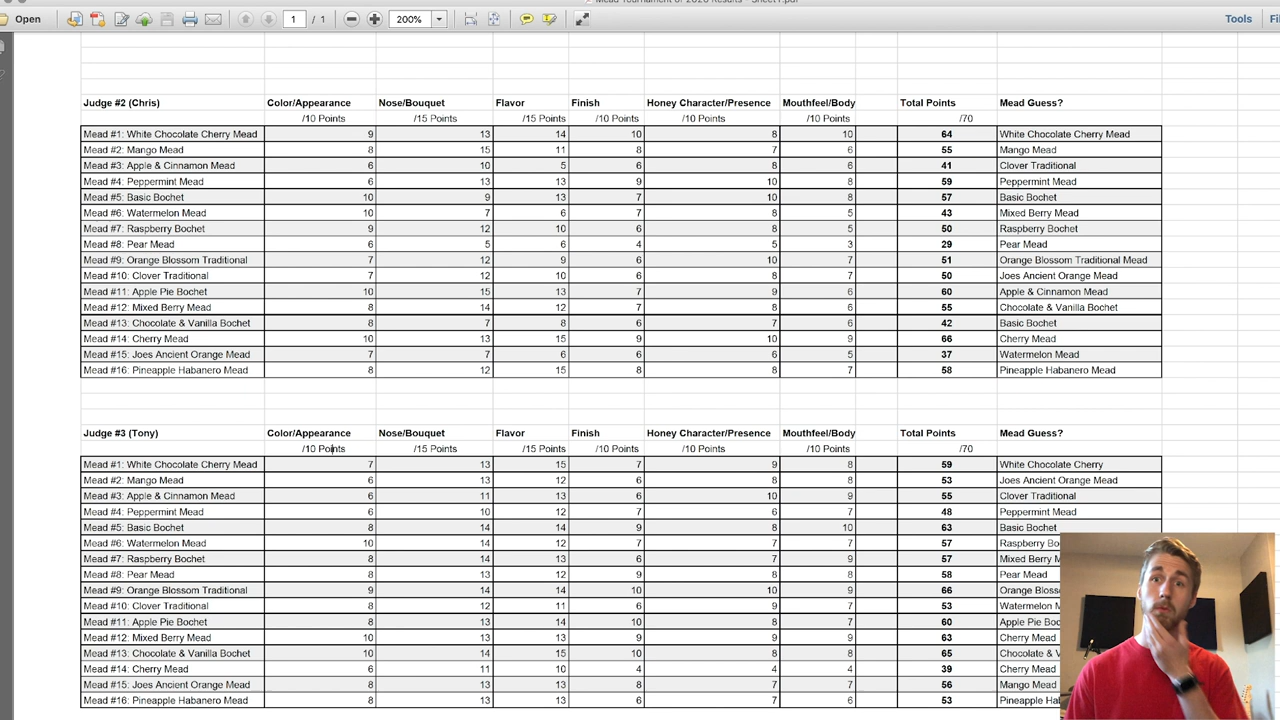 Mead Tournament of 2020 Results - Sheet1.pdf
Open 1 / 1 200% Tools
Judge #2 (Chris) Color/Appearance Nose/Bouquet Flavor Finish Honey Character/Presence Mouthfeel/Body Total Points Mead Guess?
/10 Points /15 Points /15 Points /10 Points /10 Points /10 Points /70
Mead #1: White Chocolate Cherry Mead 9 13 14 10 8 10 64 White Chocolate Cherry Mead
Mead #2: Mango Mead 8 15 11 8 7 6 55 Mango Mead
Mead #3: Apple & Cinnamon Mead 6 10 5 6 8 6 41 Clover Traditional
Mead #4: Peppermint Mead 6 13 13 9 10 8 59 Peppermint Mead
Mead #5: Basic Bochet 10 9 13 7 10 8 57 Basic Bochet
Mead #6: Watermelon Mead 10 7 6 7 8 5 43 Mixed Berry Mead
Mead #7: Raspberry Bochet 9 12 10 6 8 5 50 Raspberry Bochet
Mead #8: Pear Mead 6 5 6 4 5 3 29 Pear Mead
Mead #9: Orange Blossom Traditional 7 12 9 6 10 7 51 Orange Blossom Traditional Mead
Mead #10: Clover Traditional 7 12 10 6 8 7 50 Joes Ancient Orange Mead
Mead #11: Apple Pie Bochet 10 15 13 7 9 6 60 Apple & Cinnamon Mead
Mead #12: Mixed Berry Mead 8 14 12 7 8 6 55 Chocolate & Vanilla Bochet
Mead #13: Chocolate & Vanilla Bochet 8 7 8 6 7 6 42 Basic Bochet
Mead #14: Cherry Mead 10 13 15 9 10 9 66 Cherry Mead
Mead #15: Joes Ancient Orange Mead 7 7 6 6 6 5 37 Watermelon Mead
Mead #16: Pineapple Habanero Mead 8 12 15 8 8 7 58 Pineapple Habanero Mead
Judge #3 (Tony) Color/Appearance Nose/Bouquet Flavor Finish Honey Character/Presence Mouthfeel/Body Total Points Mead Guess?
/10 Points /15 Points /15 Points /10 Points /10 Points /10 Points /70
Mead #1: White Chocolate Cherry Mead 7 13 15 7 9 8 59 White Chocolate Cherry
Mead #2: Mango Mead 6 13 12 6 8 8 53 Joes Ancient Orange Mead
Mead #3: Apple & Cinnamon Mead 6 11 13 6 10 9 55 Clover Traditional
Mead #4: Peppermint Mead 6 10 12 7 6 7 48 Peppermint Mead
Mead #5: Basic Bochet 8 14 14 9 8 10 63 Basic Bochet
Mead #6: Watermelon Mead 10 14 12 7 7 7 57 Raspberry Bo
Mead #7: Raspberry Bochet 8 14 13 6 7 9 57 Mixed Berry M
Mead #8: Pear Mead 8 13 12 9 8 8 58 Pear Mead
Mead #9: Orange Blossom Traditional 9 14 14 10 10 9 66 Orange Bloss
Mead #10: Clover Traditional 8 12 11 6 9 7 53 Watermelon M
Mead #11: Apple Pie Bochet 8 13 14 10 8 7 60 Apple Pie Boc
Mead #12: Mixed Berry Mead 10 13 13 9 9 9 63 Cherry Mead
Mead #13: Chocolate & Vanilla Bochet 10 14 15 10 8 8 65 Chocolate & V
Mead #14: Cherry Mead 6 11 10 4 4 4 39 Cherry Mead
Mead #15: Joes Ancient Orange Mead 8 13 13 8 7 7 56 Mango Mead
Mead #16: Pineapple Habanero Mead 8 13 13 6 7 6 53 Pineapple Ha